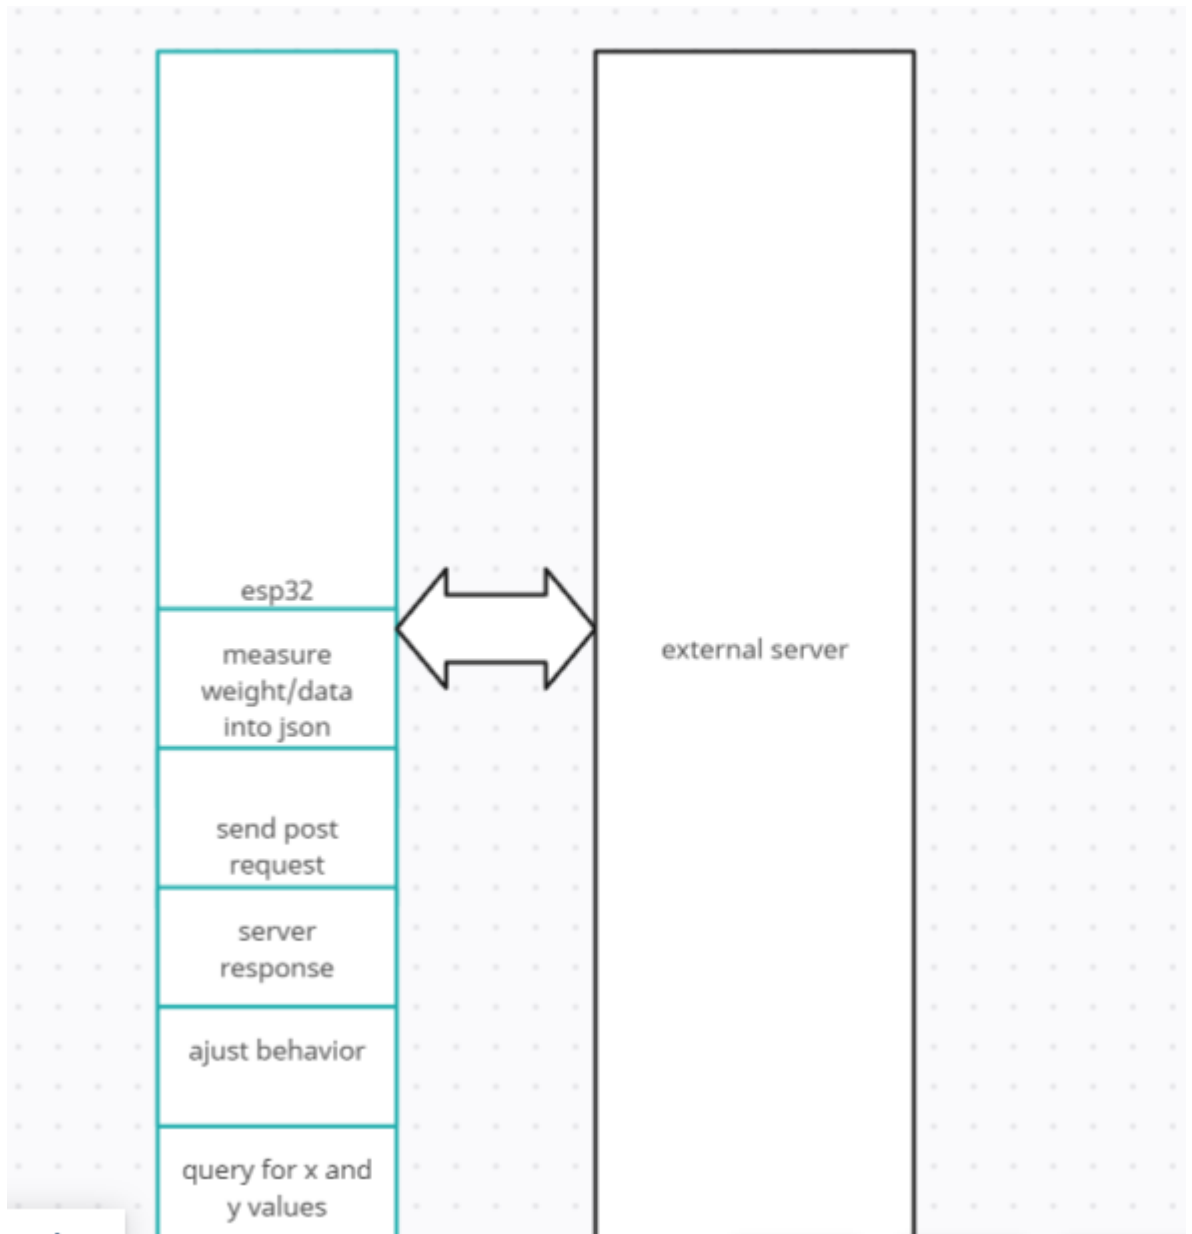 esp32
measure
weight/data
into json
send post
request
server
response
ajust behavior
query for x and
y values
external server